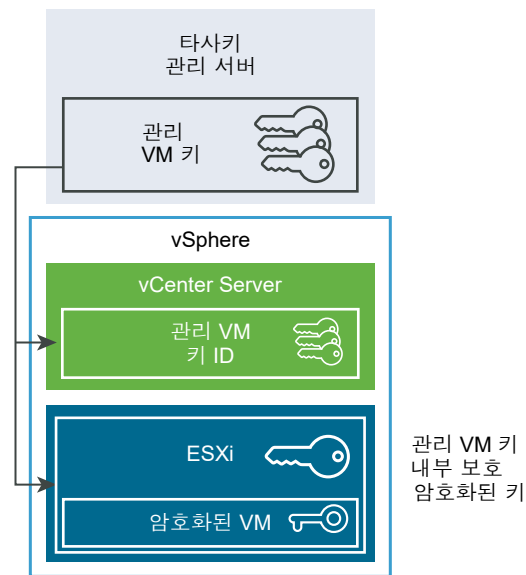 타사키
관리 서버
관리
VM 키
vSphere
vCenter Server
관리 VM
키 ID
ESXi
암호화된 VM
관리 VM 키
내부 보호
암호화된 키